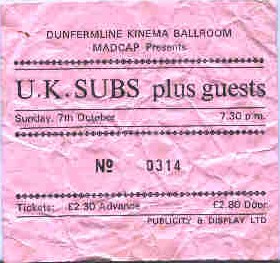 DUNFERMLINE KINEMA BALLROOM
MADCAP Presents
U.K. SUBS plus guests
Sunday, 7th October 7.30 p.m.
Nº 0314
Tickets: £2.30 Advance £2.80 Door
PUBLICITY & DISPLAY LTD